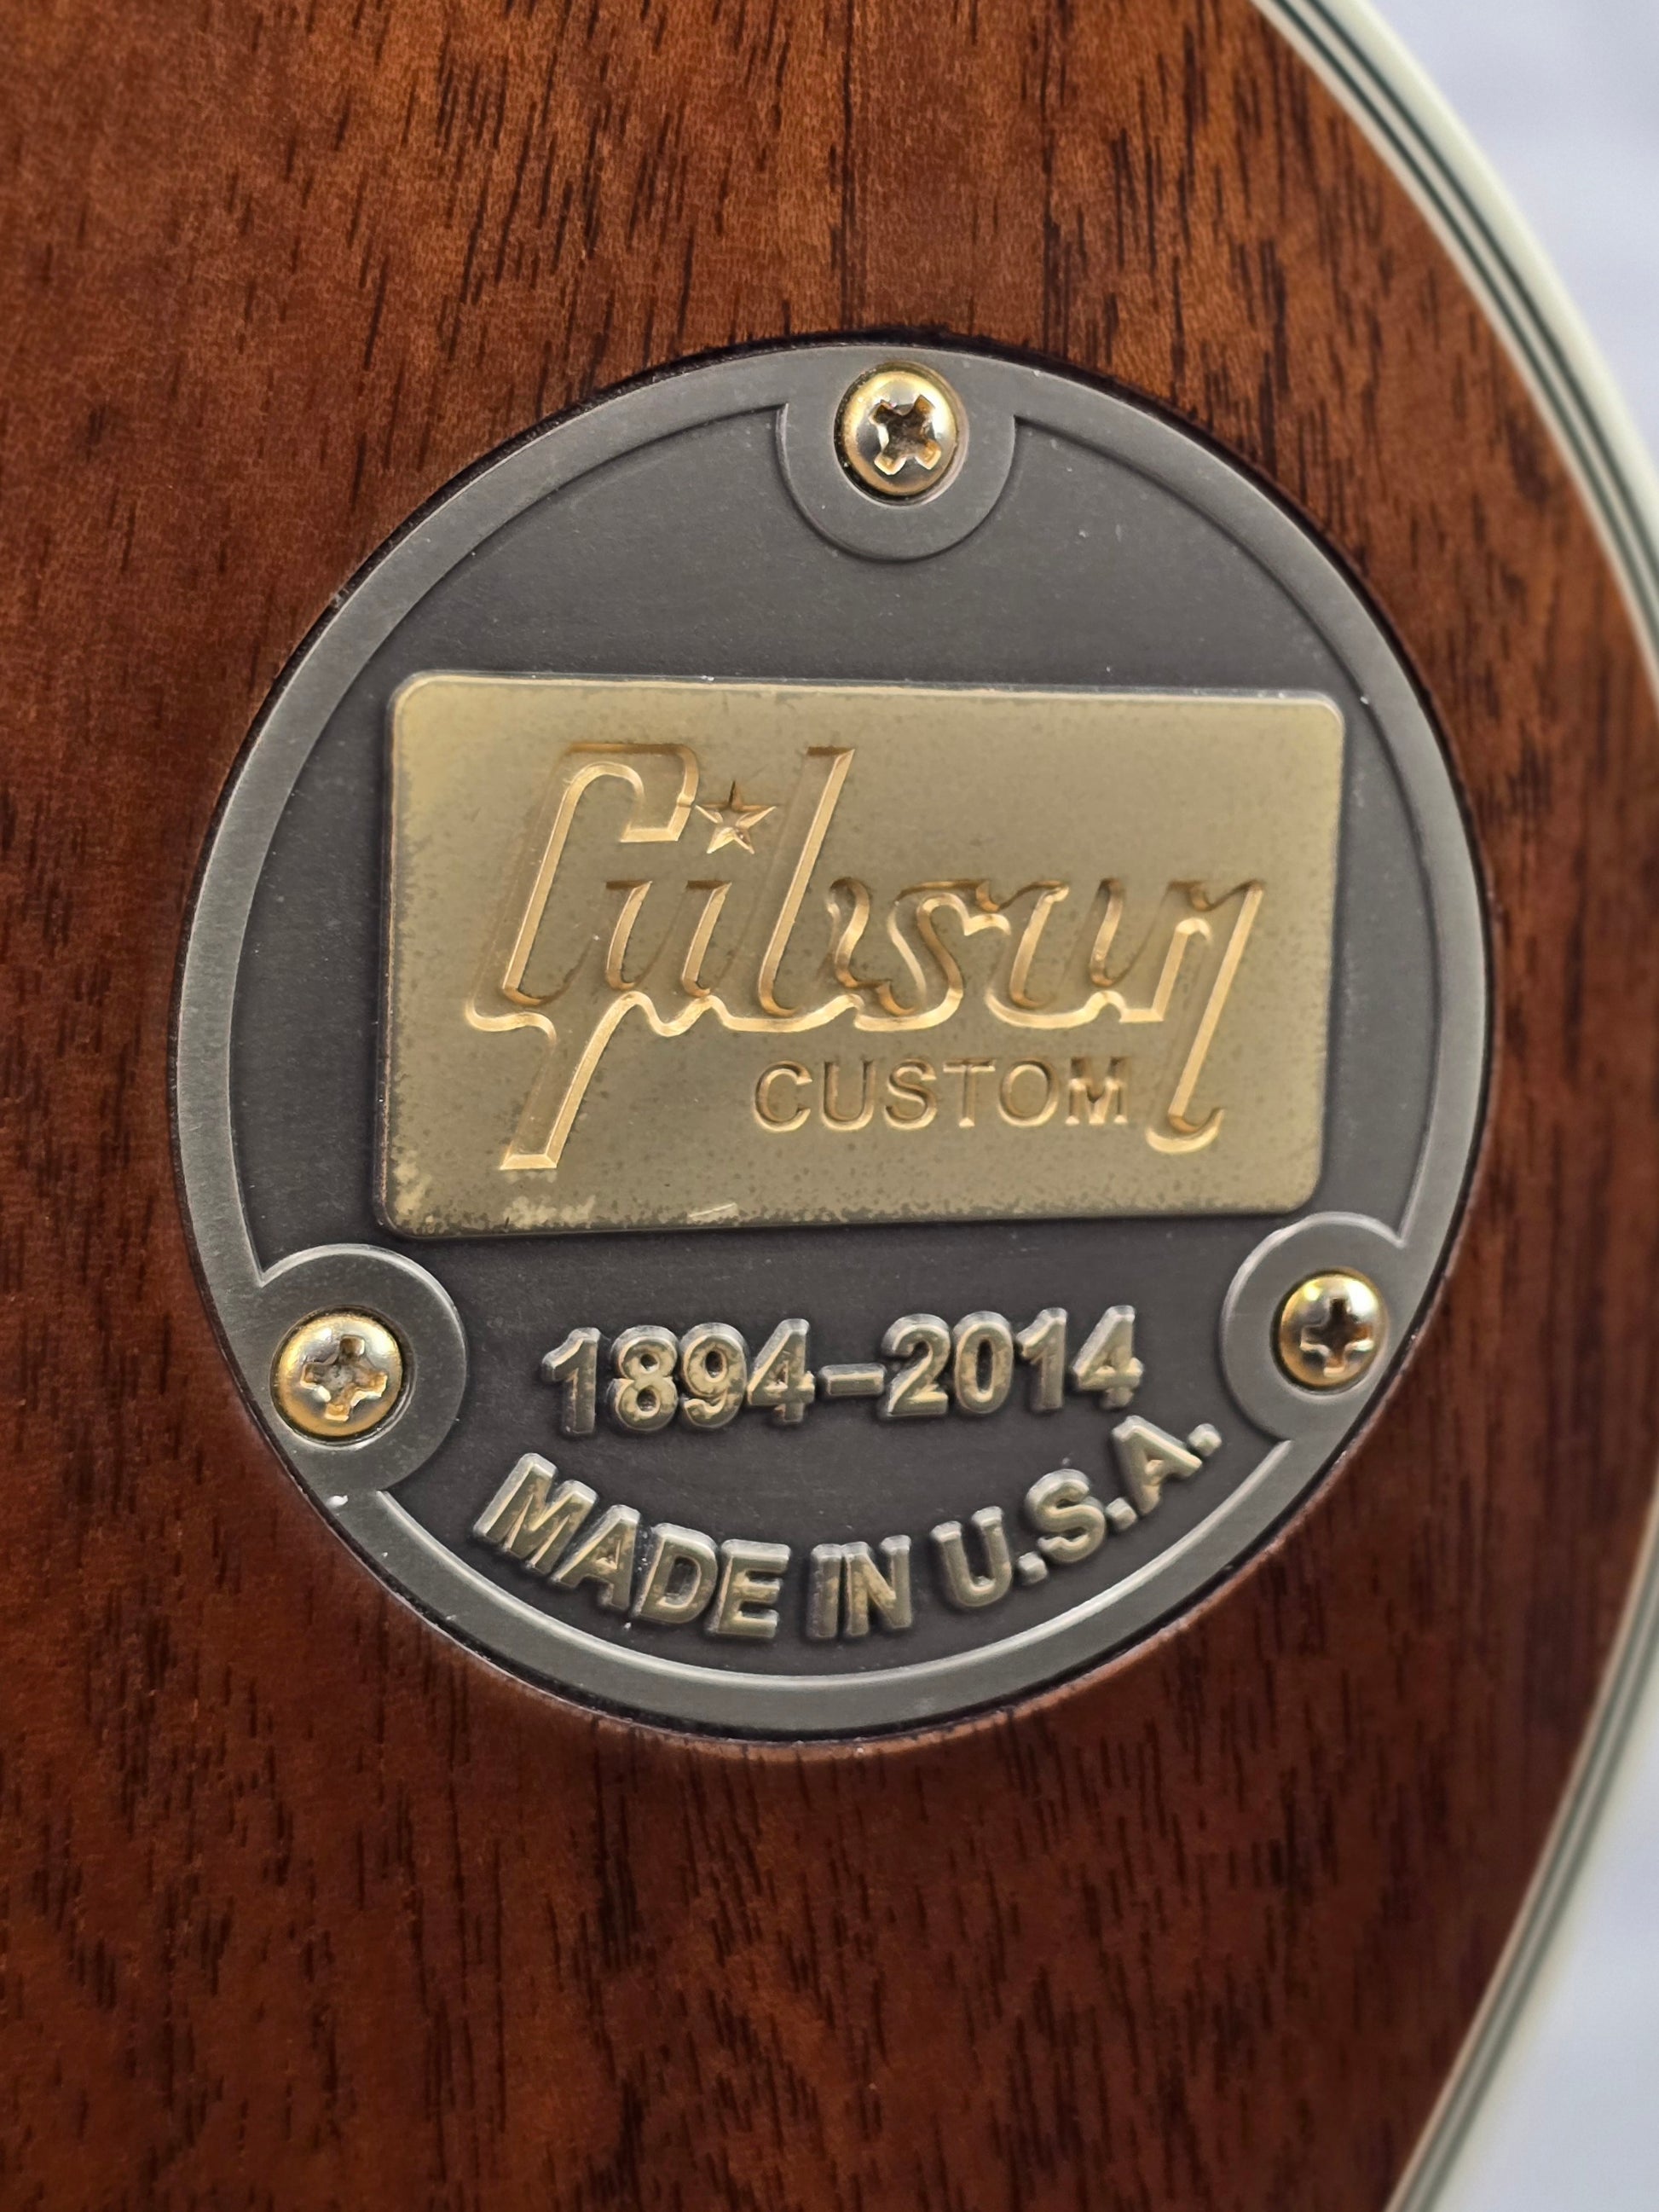 Gibson
CUSTOM
1894-2014
MADE IN U.S.A.